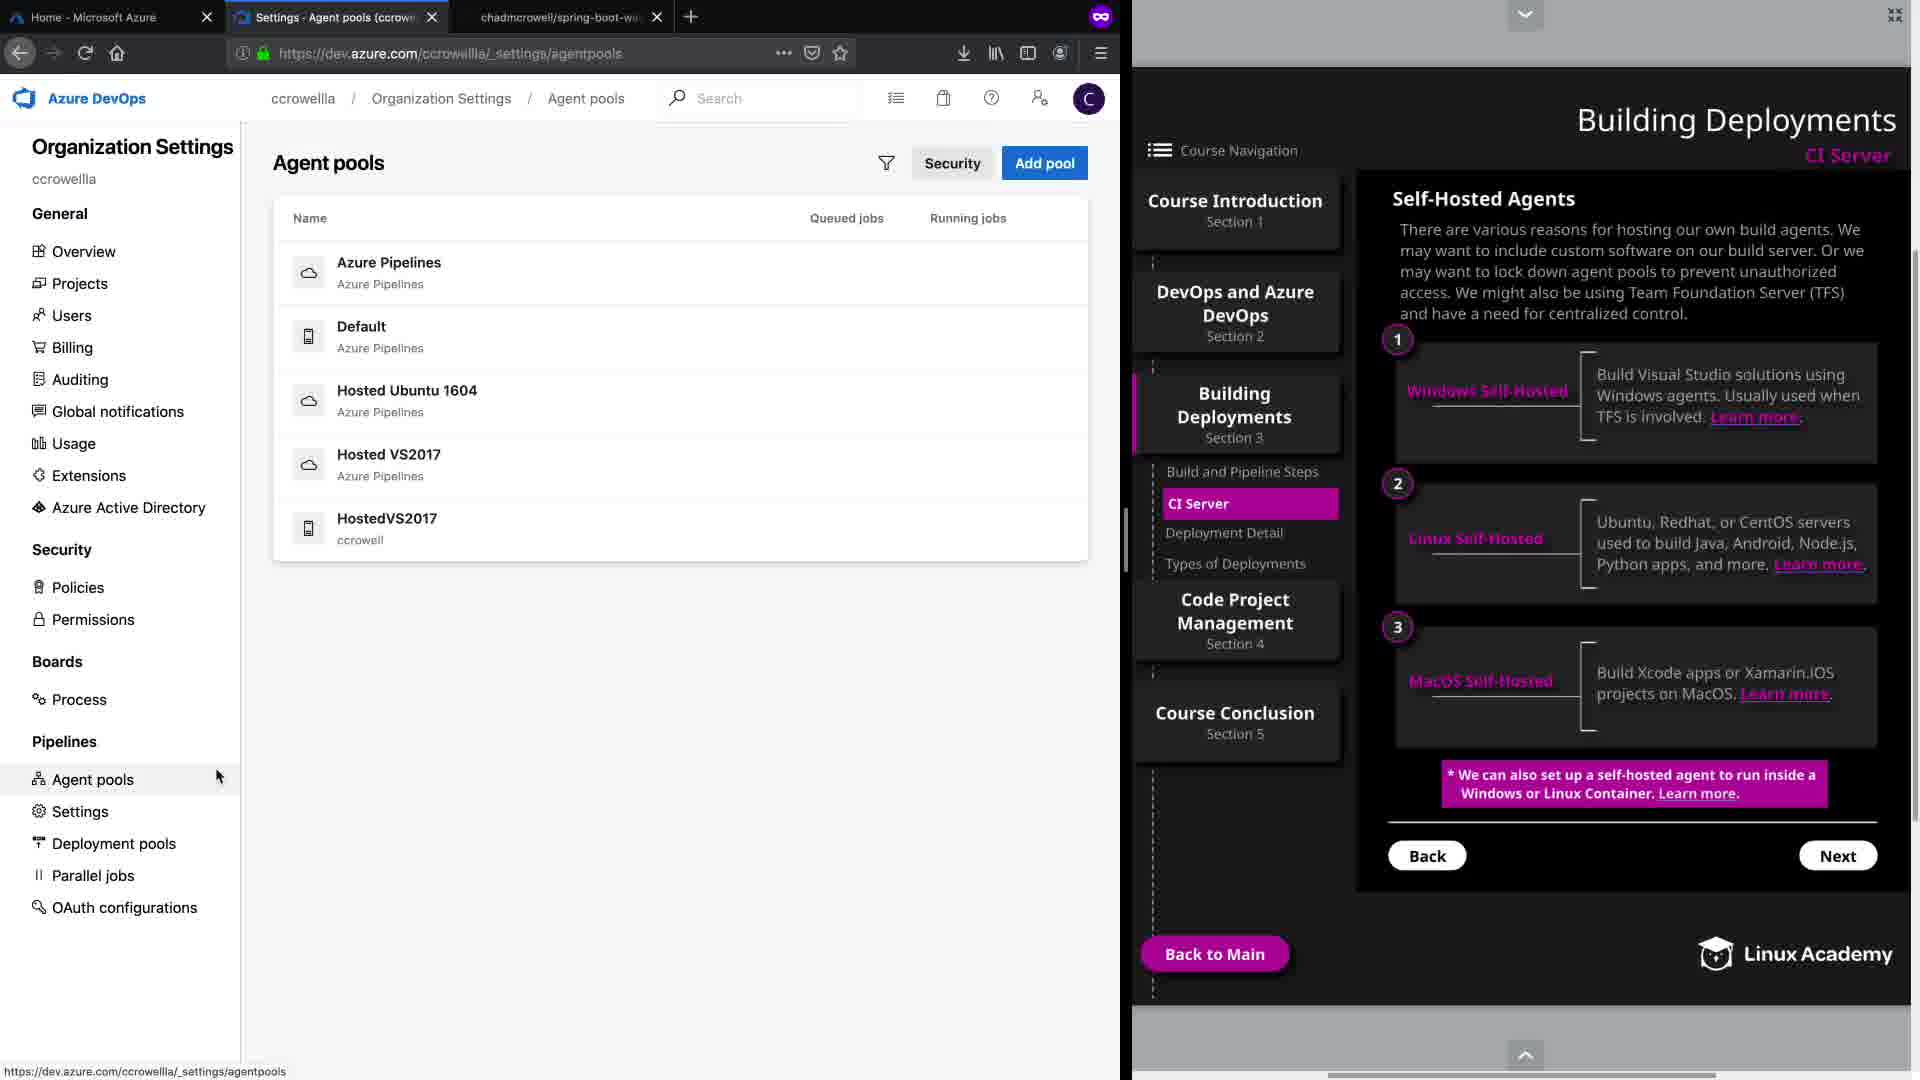 Home - Microsoft Azure
Settings - Agent pools (ccrowe
chadmcrowell/spring-boot-we
https://dev.azure.com/ccrowellla/_settings/agentpools
Azure DevOps
ccrowellla / Organization Settings / Agent pools
Search
C
Organization Settings
ccrowellla
General
Overview
Projects
Users
Billing
Auditing
Global notifications
Usage
Extensions
Azure Active Directory
Security
Policies
Permissions
Boards
Process
Pipelines
Agent pools
Settings
Deployment pools
Parallel jobs
OAuth configurations
https://dev.azure.com/ccrowellla/_settings/agentpools
Agent pools
Security
Add pool
Name
Queued jobs
Running jobs
Azure Pipelines
Azure Pipelines
Default
Azure Pipelines
Hosted Ubuntu 1604
Azure Pipelines
Hosted VS2017
Azure Pipelines
HostedVS2017
ccrowell
Building Deployments
CI Server
Course Navigation
Course Introduction
Section 1
DevOps and Azure
DevOps
Section 2
Building
Deployments
Section 3
Build and Pipeline Steps
CI Server
Deployment Detail
Types of Deployments
Code Project
Management
Section 4
Course Conclusion
Section 5
Back to Main
Self-Hosted Agents
There are various reasons for hosting our own build agents. We
may want to include custom software on our build server. Or we
may want to lock down agent pools to prevent unauthorized
access. We might also be using Team Foundation Server (TFS)
and have a need for centralized control.
1
Windows Self-Hosted
Build Visual Studio solutions using
Windows agents. Usually used when
TFS is involved. Learn more.
2
Linux Self-Hosted
Ubuntu, Redhat, or CentOS servers
used to build Java, Android, Node.js,
Python apps, and more. Learn more.
3
MacOS Self-Hosted
Build Xcode apps or Xamarin.iOS
projects on MacOS. Learn more.
* We can also set up a self-hosted agent to run inside a
Windows or Linux Container. Learn more.
Back
Next
Linux Academy